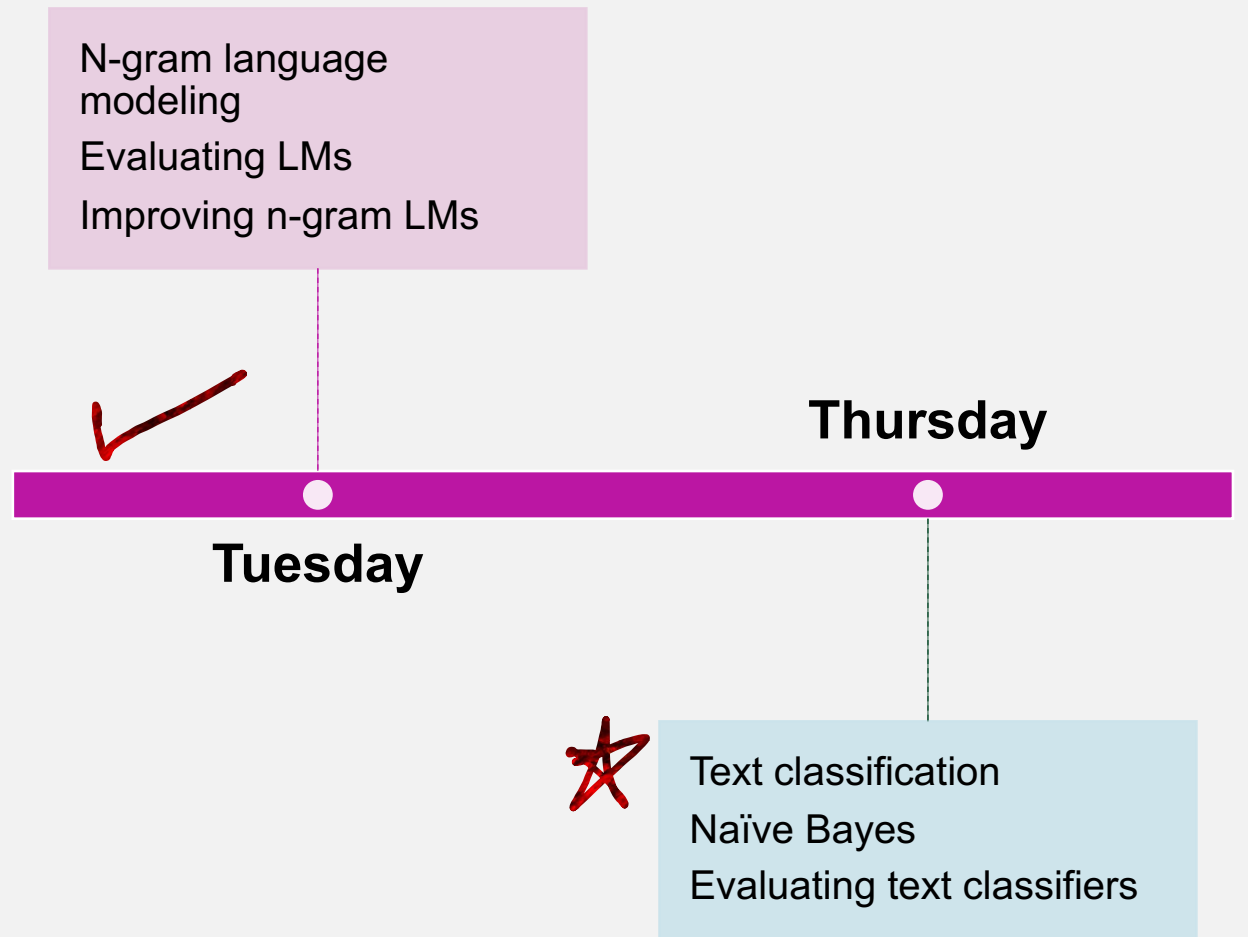 N-gram language
modeling
Evaluating LMs
Improving n-gram LMs
Thursday
Tuesday
Text classification
Naïve Bayes
Evaluating text classifiers